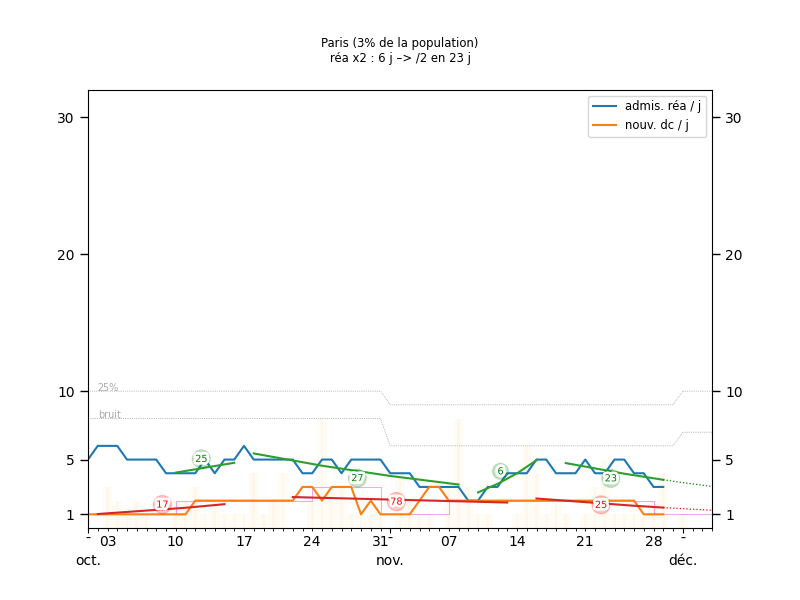 Paris (3% de la population)
réa x2 : 6 j –> /2 en 23 j
admis. réa / j
nouv. dc / j
30 30
20 20
10 10
5 5
1 1
25%
bruit
25
27
6
23
17
78
25
- 03 10 17 24 31 - 07 14 21 28 -
oct. nov. déc.